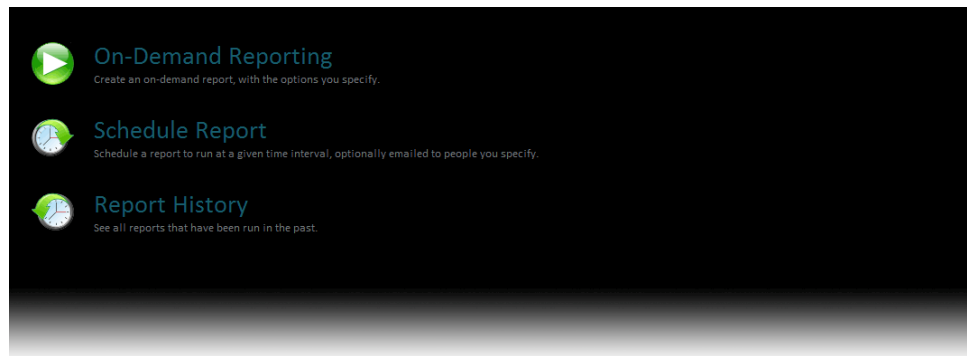 On-Demand Reporting
Create an on-demand report, with the options you specify.
Schedule Report
Schedule a report to run at a given time interval, optionally emailed to people you specify.
Report History
See all reports that have been run in the past.